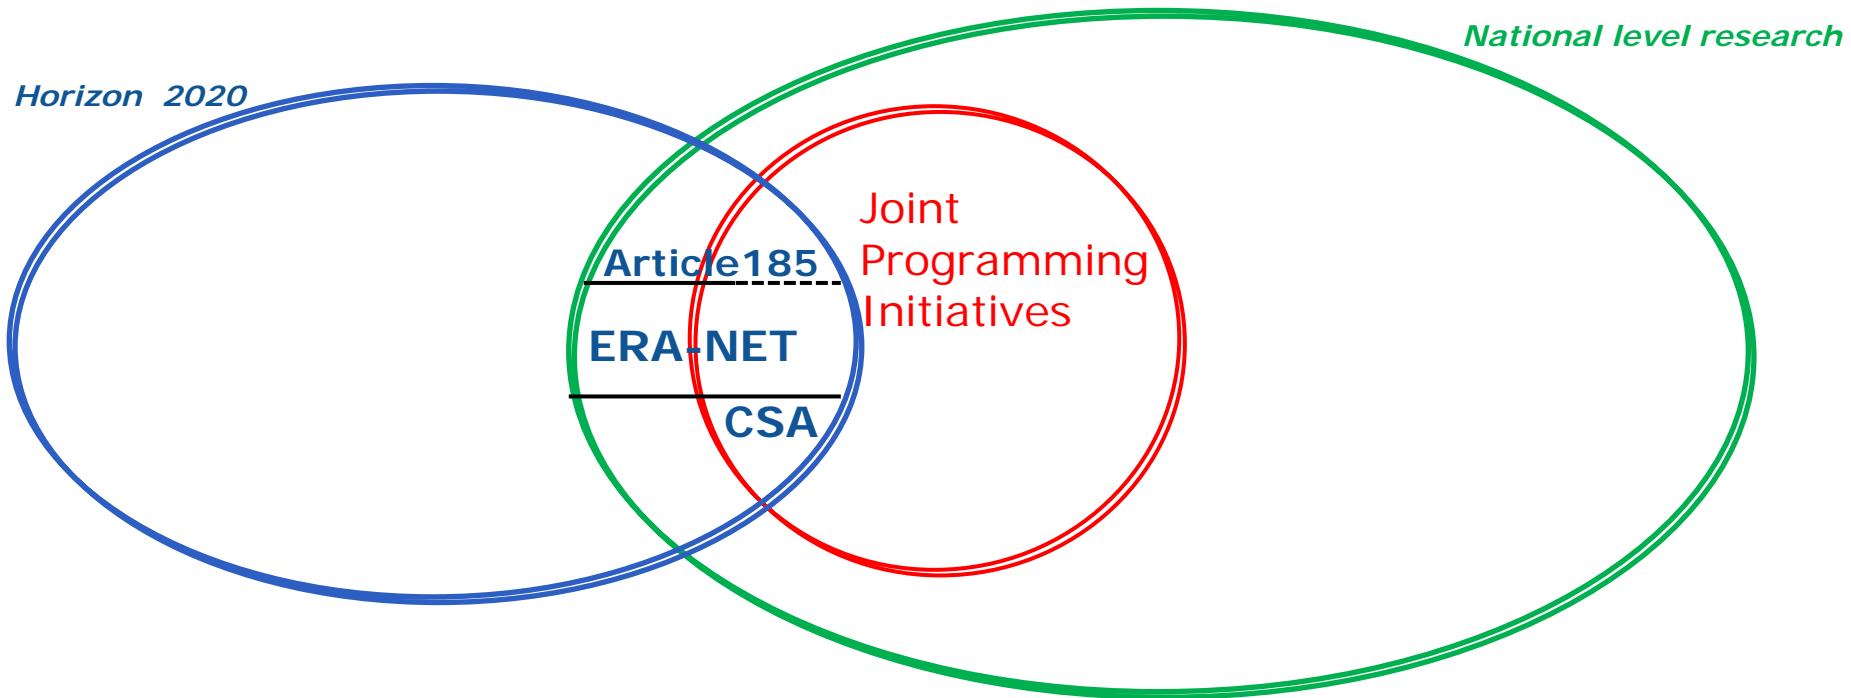 National level research
Horizon 2020
Joint
Programming
Initiatives
Article185
ERA-NET
CSA